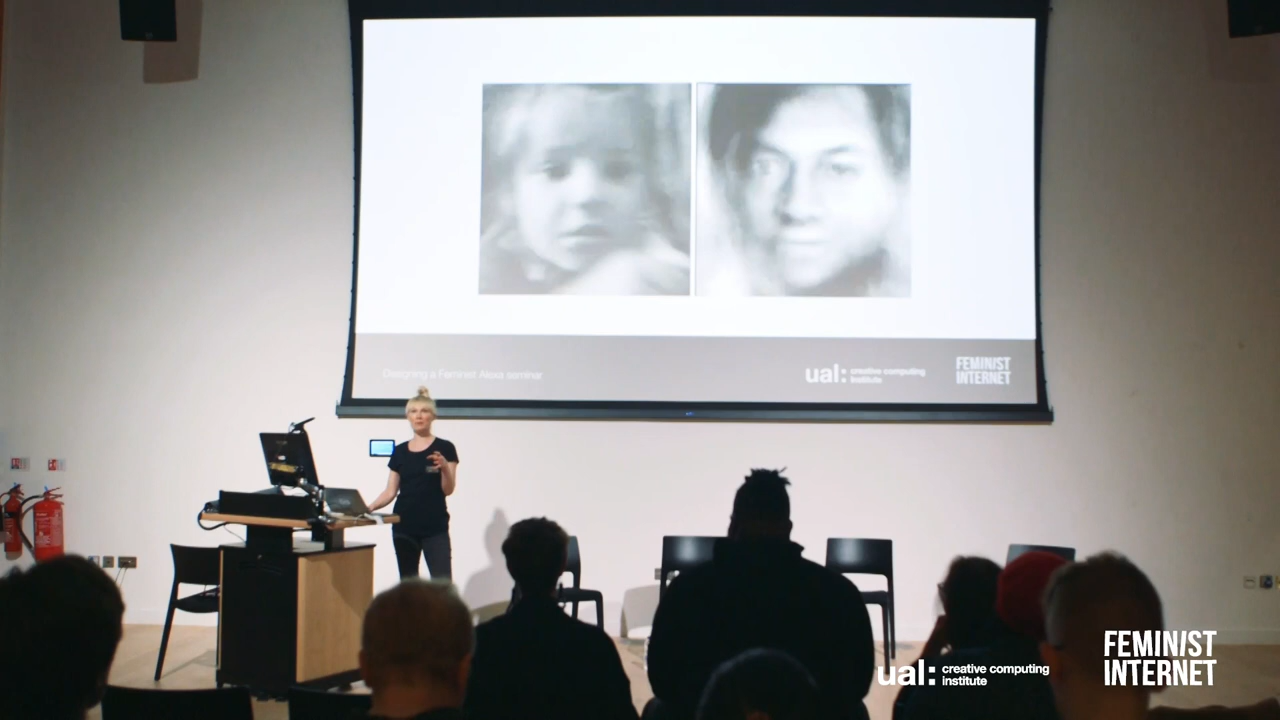 Designing a Feminist Alexa seminar
ual: creative computing
institute
FEMINIST
INTERNET
ual: creative computing
institute
FEMINIST
INTERNET